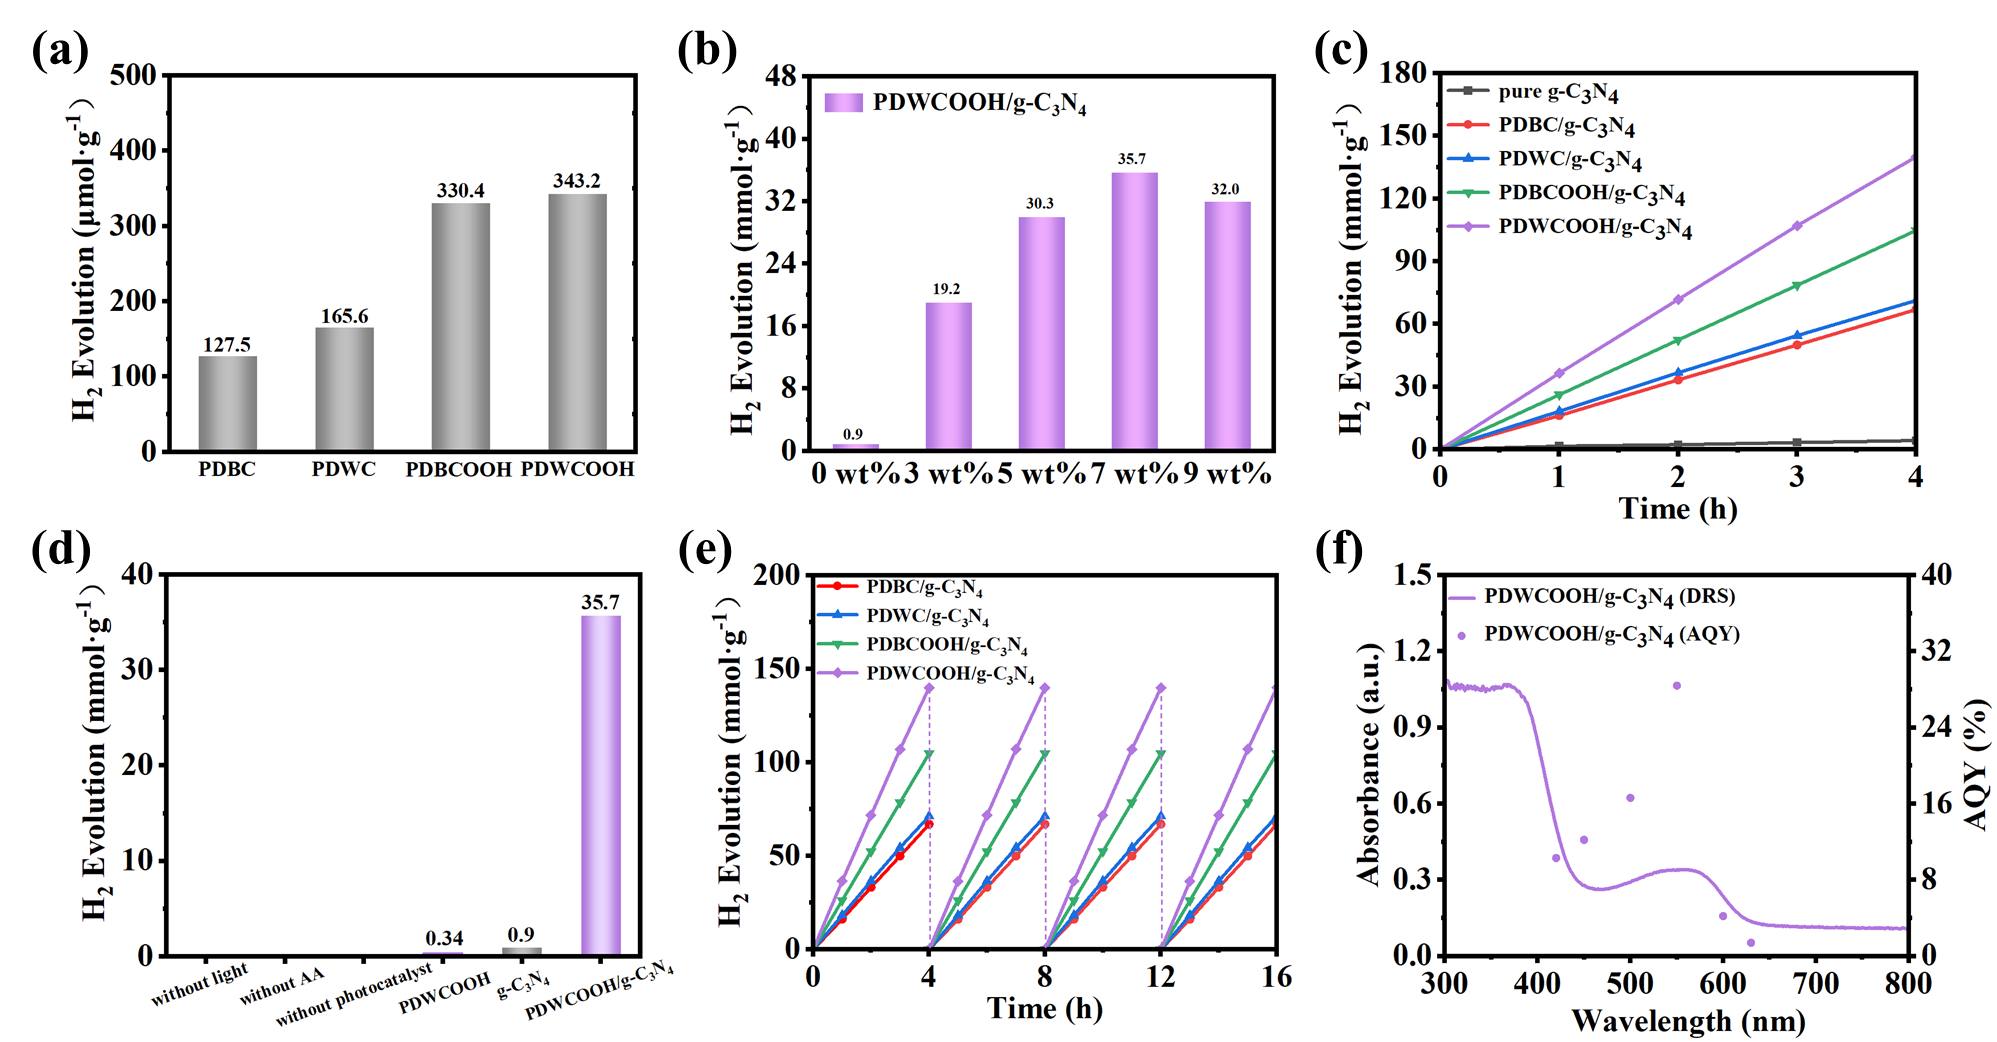 (a)
500
400
300
200
100
0
H2 Evolution (μmol·g-1)
127.5
165.6
330.4
343.2
PDBC PDWC PDBCOOH PDWCOOH
(b)
48
40
32
24
16
8
0
H2 Evolution (mmol·g-1)
PDWCOOH/g-C3N4
0.9
19.2
30.3
35.7
32.0
0 wt% 3 wt% 5 wt% 7 wt% 9 wt%
(c)
180
150
120
90
60
30
0
H2 Evolution (mmol·g-1)
pure g-C3N4
PDBC/g-C3N4
PDWC/g-C3N4
PDBCOOH/g-C3N4
PDWCOOH/g-C3N4
0 1 2 3 4
Time (h)
(d)
40
30
20
10
0
H2 Evolution (mmol·g-1)
0.34
0.9
35.7
without light
without AA
without photocatalyst
PDWCOOH
g-C3N4
PDWCOOH/g-C3N4
(e)
200
150
100
50
0
H2 Evolution (mmol·g-1)
PDBC/g-C3N4
PDWC/g-C3N4
PDBCOOH/g-C3N4
PDWCOOH/g-C3N4
0 4 8 12 16
Time (h)
(f)
1.5
1.2
0.9
0.6
0.3
0.0
Absorbance (a.u.)
PDWCOOH/g-C3N4 (DRS)
PDWCOOH/g-C3N4 (AQY)
40
32
24
16
8
0
AQY (%)
300 400 500 600 700 800
Wavelength (nm)